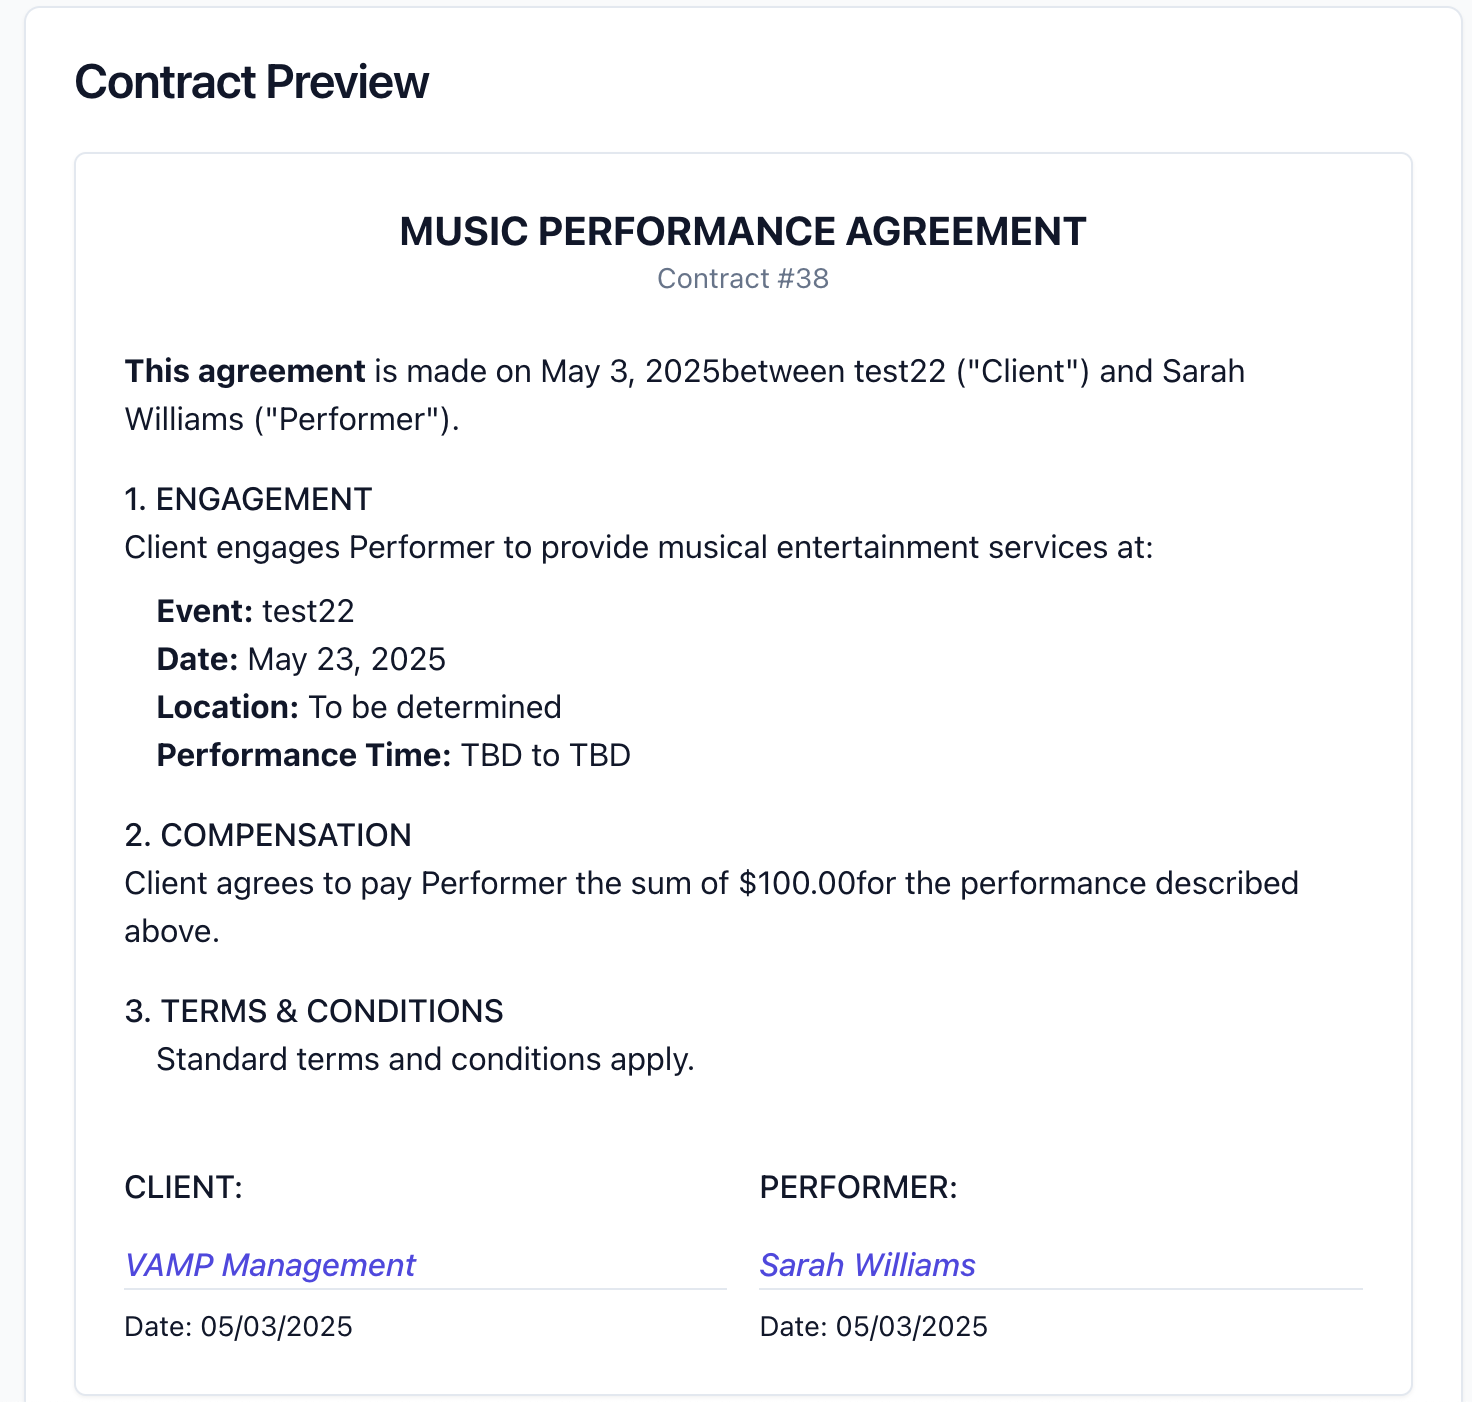 Contract Preview
MUSIC PERFORMANCE AGREEMENT
Contract #38
This agreement is made on May 3, 2025between test22 ("Client") and Sarah
Williams ("Performer").
1. ENGAGEMENT
Client engages Performer to provide musical entertainment services at:
Event: test22
Date: May 23, 2025
Location: To be determined
Performance Time: TBD to TBD
2. COMPENSATION
Client agrees to pay Performer the sum of $100.00for the performance described
above.
3. TERMS & CONDITIONS
Standard terms and conditions apply.
CLIENT:
VAMP Management
Date: 05/03/2025
PERFORMER:
Sarah Williams
Date: 05/03/2025